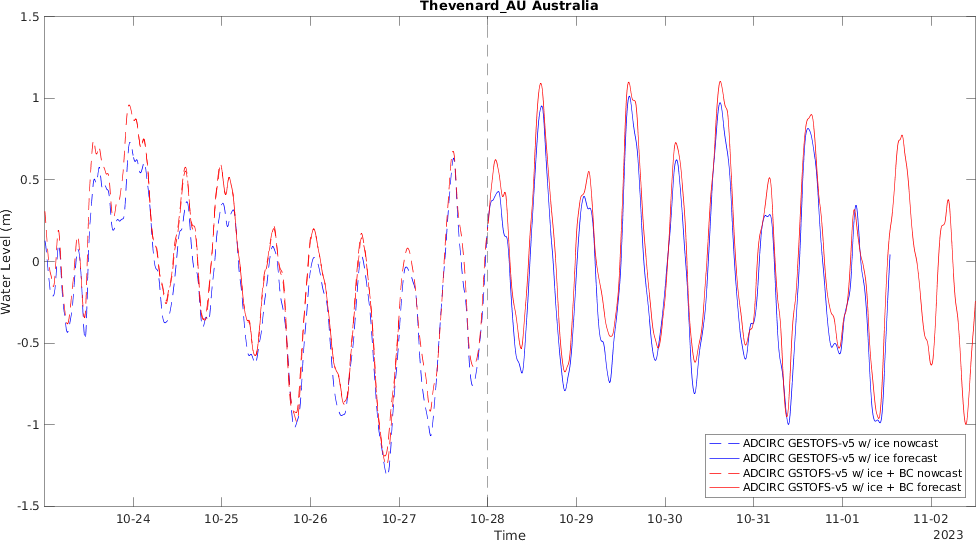 Thevenard_AU Australia
1.5
1
0.5
0
-0.5
-1
-1.5
Water Level (m)
10-24 10-25 10-26 10-27 10-28 10-29 10-30 10-31 11-01 11-02
Time
2023
ADCIRC GESTOFS-v5 w/ ice nowcast
ADCIRC GESTOFS-v5 w/ ice forecast
ADCIRC GSTOFS-v5 w/ ice + BC nowcast
ADCIRC GSTOFS-v5 w/ ice + BC forecast